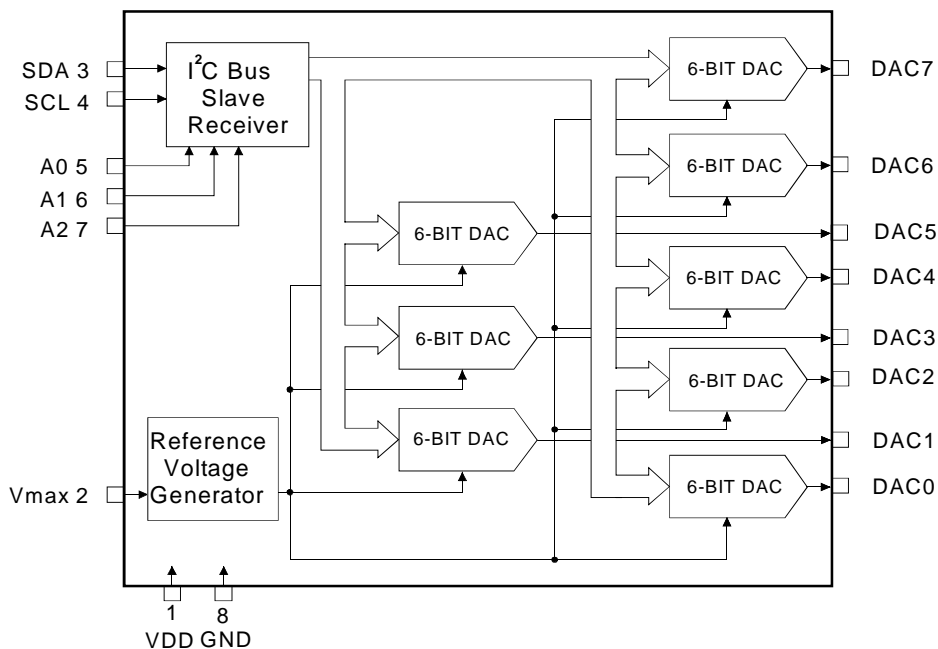 SDA 3
SCL 4
A0 5
A1 6
A2 7
I²C Bus
Slave
Receiver
6-BIT DAC
DAC7
6-BIT DAC
DAC6
6-BIT DAC
DAC5
6-BIT DAC
DAC4
6-BIT DAC
DAC3
6-BIT DAC
DAC2
6-BIT DAC
DAC1
6-BIT DAC
DAC0
Reference
Voltage
Generator
Vmax 2
1
VDD
8
GND